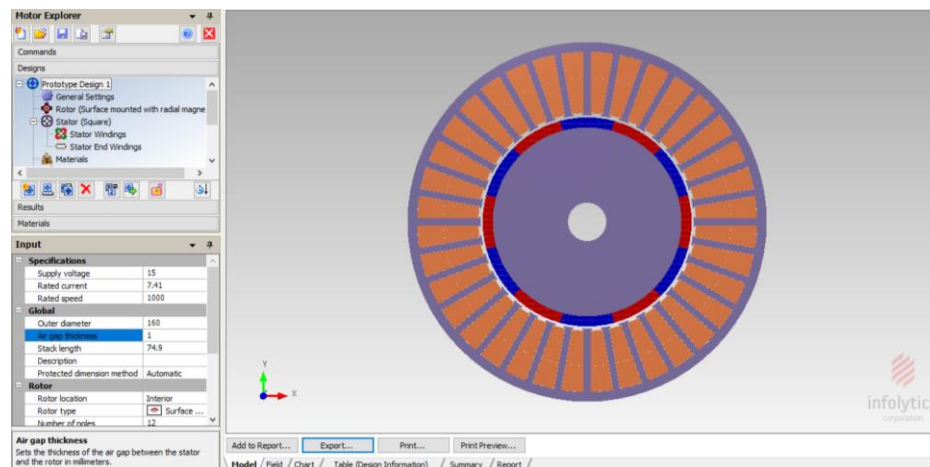 Motor Explorer
Commands
Designs
Prototype Design 1
General Settings
Rotor (Surface mounted with radial magne
Stator (Square)
Stator Windings
Stator End Windings
Materials
Results
Materials
Input
Specifications
Supply voltage 15
Rated current 7.41
Rated speed 1000
Global
Outer diameter 160
Air gap thickness 1
Stack length 74.9
Description
Protected dimension method Automatic
Rotor
Rotor location Interior
Rotor type Surface ...
Number of poles 12
Air gap thickness
Sets the thickness of the air gap between the stator
and the rotor in millimeters.
Y
X
infolytic
corporation
Add to Report... Export... Print... Print Preview...
Model / Field / Chart / Table (Design Information) / Summary / Report /